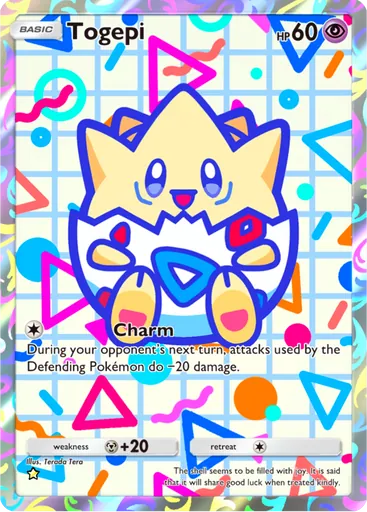 BASIC Togepi HP 60
Charm
During your opponent's next turn, attacks used by the
Defending Pokémon do −20 damage.
weakness +20 retreat
Illus. Terada Tera
The shell seems to be filled with joy. It is said
that it will share good luck when treated kindly.